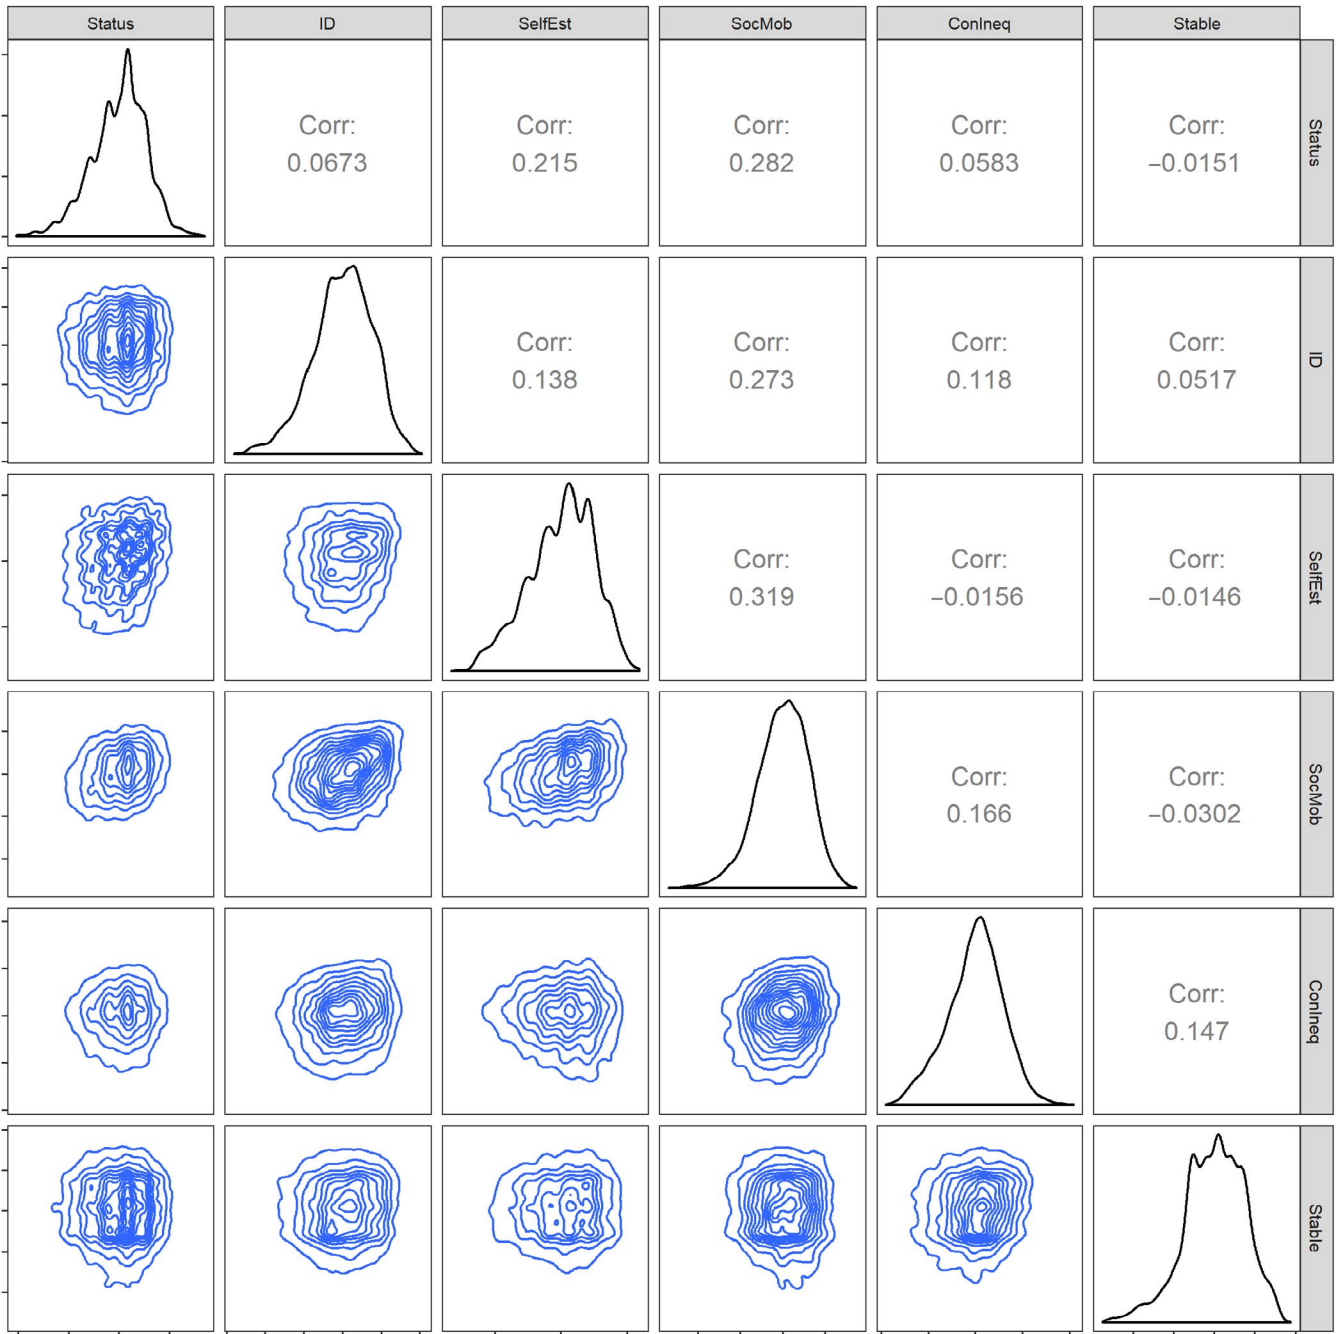 Status ID SelfEst SocMob ConIneq Stable
Corr: Corr: Corr: Corr: Corr:
0.0673 0.215 0.282 0.0583 −0.0151
Status
Corr: Corr: Corr: Corr:
0.138 0.273 0.118 0.0517
ID
Corr: Corr: Corr:
0.319 −0.0156 −0.0146
SelfEst
Corr: Corr:
0.166 −0.0302
SocMob
Corr:
0.147
ConIneq
Stable